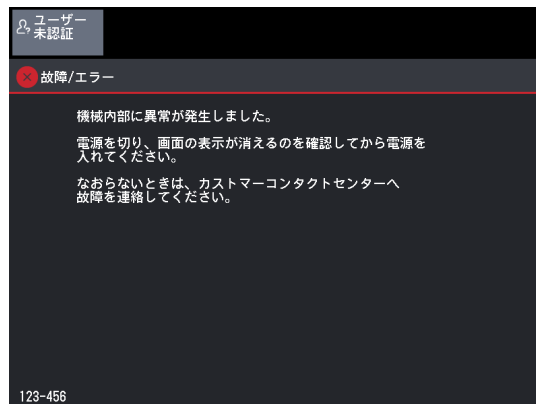 ユーザー
未認証
故障/エラー
機械内部に異常が発生しました。
電源を切り、画面の表示が消えるのを確認してから電源を
入れてください。
なおらないときは、カストマーコンタクトセンターへ
故障を連絡してください。
123-456